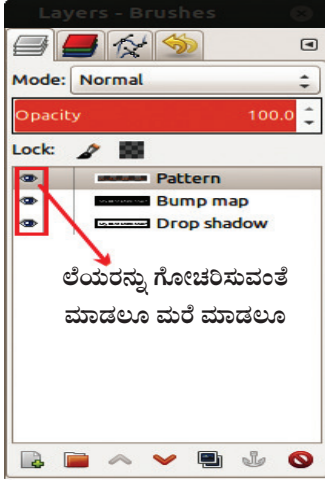 Layers - Brushes
Mode: Normal
Opacity 100.0
Lock:
Pattern
Bump map
Drop shadow
ಲೆಯರನ್ನು ಗೋಚರಿಸುವಂತೆ
ಮಾಡಲೂ ಮರೆ ಮಾಡಲೂ